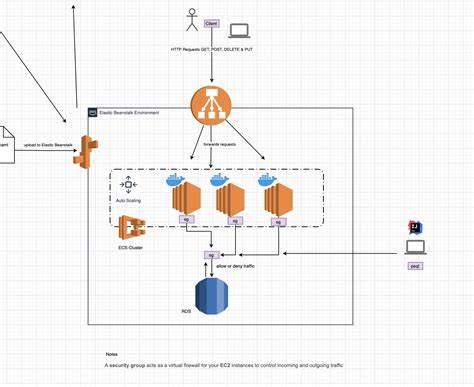 Client
HTTP Requests GET, POST, DELETE & PUT
Elastic Beanstalk Environment
upload to Elastic Beanstalk
forwards requests
Auto Scaling
sg
sg
sg
ECS Cluster
sg
allow or deny traffic
RDS
IJ
psql
Notes
A security group acts as a virtual firewall for your EC2 instances to control incoming and outgoing traffic